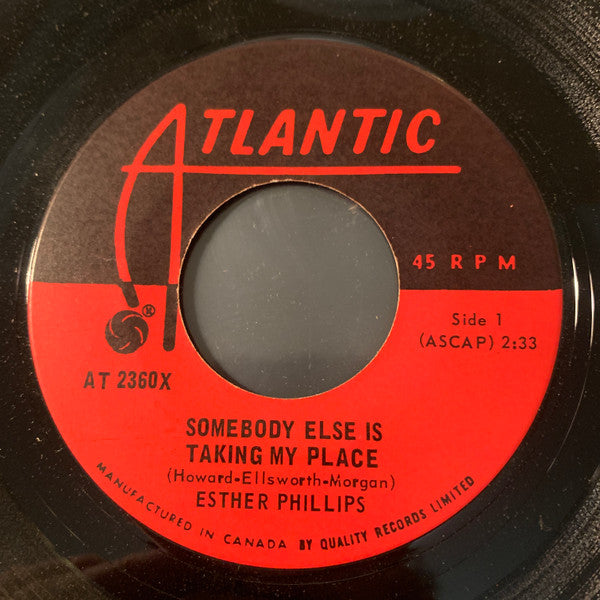 ATLANTIC
45 RPM
Side 1
(ASCAP) 2:33
®
AT 2360X
SOMEBODY ELSE IS
TAKING MY PLACE
(Howard-Ellsworth-Morgan)
ESTHER PHILLIPS
MANUFACTURED IN CANADA BY QUALITY RECORDS LIMITED